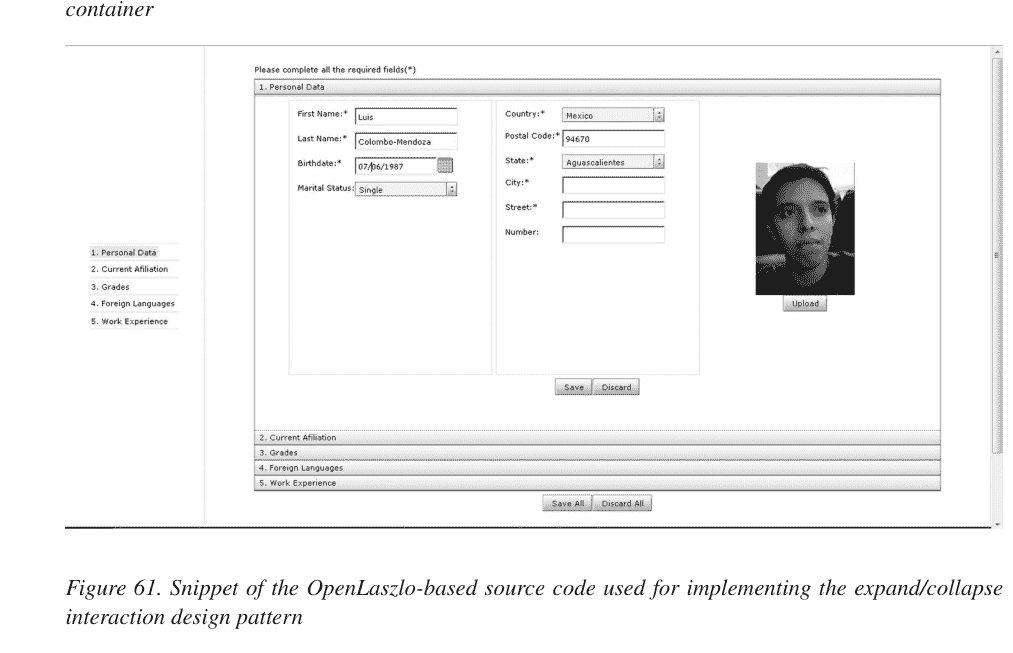 container
Please complete all the required fields(*)
1. Personal Data
First Name:* Luis
Last Name:* Colombo-Mendoza
Birthdate:* 07/06/1987
Marital Status: Single
Country:* Mexico
Postal Code:* 94670
State:* Aguascalientes
City:*
Street:*
Number:
Upload
Save Discard
1. Personal Data
2. Current Afiliation
3. Grades
4. Foreign Languages
5. Work Experience
2. Current Afiliation
3. Grades
4. Foreign Languages
5. Work Experience
Save All Discard All
Figure 61. Snippet of the OpenLaszlo-based source code used for implementing the expand/collapse
interaction design pattern